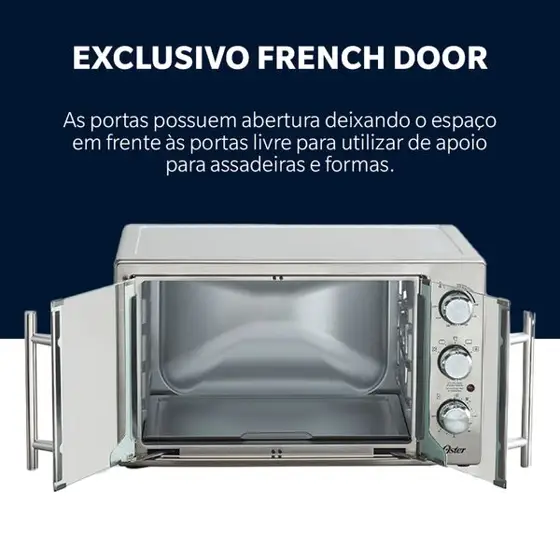 EXCLUSIVO FRENCH DOOR
As portas possuem abertura deixando o espaço
em frente às portas livre para utilizar de apoio
para assadeiras e formas.
Oster